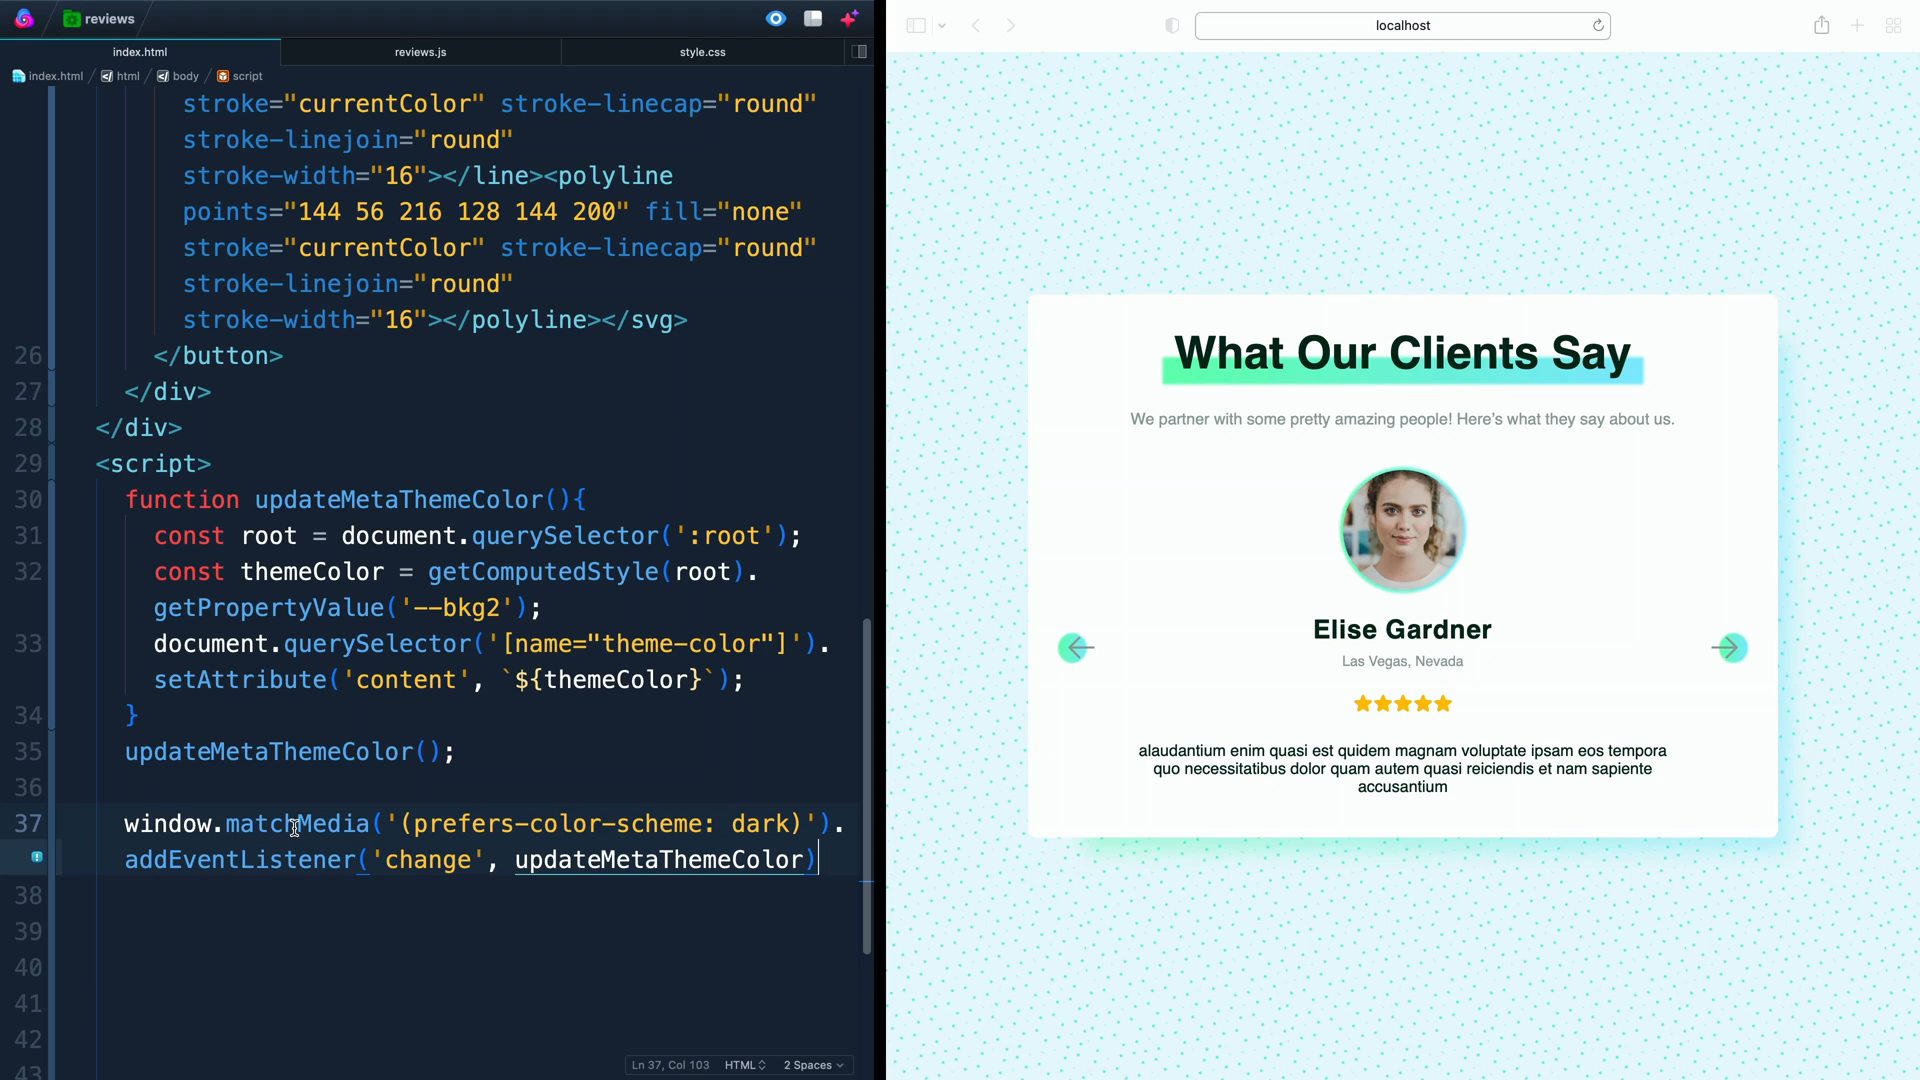 reviews
index.html
reviews.js
style.css
index.html
html
body
script
stroke="currentColor" stroke-linecap="round"
stroke-linejoin="round"
stroke-width="16"></line><polyline
points="144 56 216 128 144 200" fill="none"
stroke="currentColor" stroke-linecap="round"
stroke-linejoin="round"
stroke-width="16"></polyline></svg>
26 </button>
27 </div>
28 </div>
29 <script>
30 function updateMetaThemeColor(){
31 const root = document.querySelector(':root');
32 const themeColor = getComputedStyle(root).
getPropertyValue('--bkg2');
33 document.querySelector('[name="theme-color"]').
setAttribute('content', `${themeColor}`);
34 }
35 updateMetaThemeColor();
36
37 window.matchMedia('(prefers-color-scheme: dark)').
addEventListener('change', updateMetaThemeColor)
38
39
40
41
42
43
Ln 37, Col 103
HTML
2 Spaces
localhost
What Our Clients Say
We partner with some pretty amazing people! Here's what they say about us.
Elise Gardner
Las Vegas, Nevada
alaudantium enim quasi est quidem magnam voluptate ipsam eos tempora
quo necessitatibus dolor quam autem quasi reiciendis et nam sapiente
accusantium